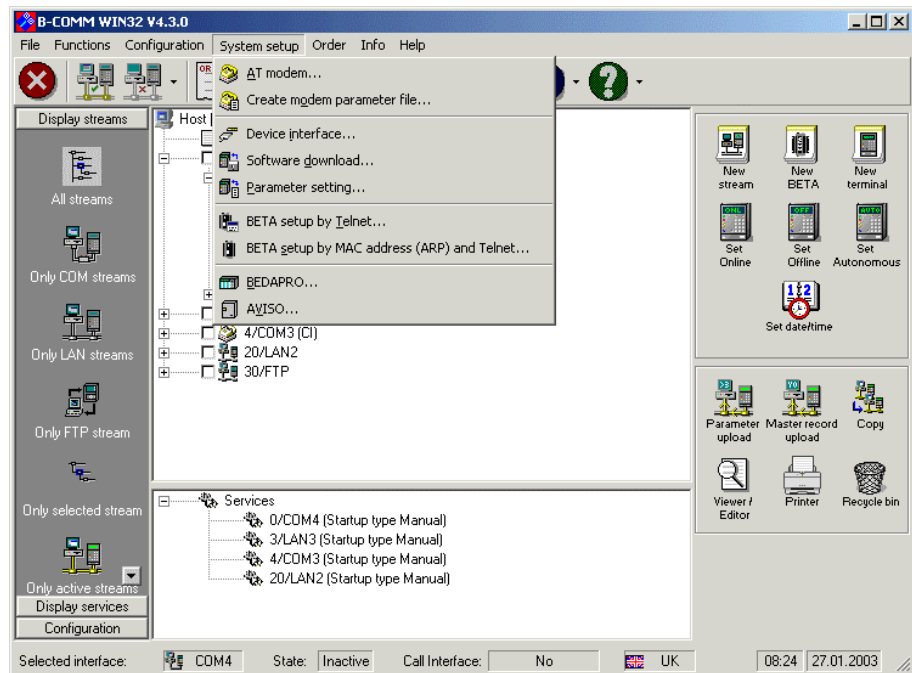 B-COMM WIN32 V4.3.0
File Functions Configuration System setup Order Info Help
OR
AT modem...
Create modem parameter file...
Device interface...
Software download...
Parameter setting...
BETA setup by Telnet...
BETA setup by MAC address (ARP) and Telnet...
BEDAPRO...
AVISO...
Display streams
All streams
Only COM streams
Only LAN streams
Only FTP stream
Only selected stream
Only active streams
Display services
Configuration
Host
4/COM3 (CI)
20/LAN2
30/FTP
Services
0/COM4 (Startup type Manual)
3/LAN3 (Startup type Manual)
4/COM3 (Startup type Manual)
20/LAN2 (Startup type Manual)
New stream
New BETA
New terminal
ONL
OFF
AUTO
Set Online
Set Offline
Set Autonomous
1 2
Set date/time
Parameter upload
Master record upload
Copy
Viewer / Editor
Printer
Recycle bin
Selected interface: COM4 State: Inactive Call Interface: No UK 08:24 27.01.2003